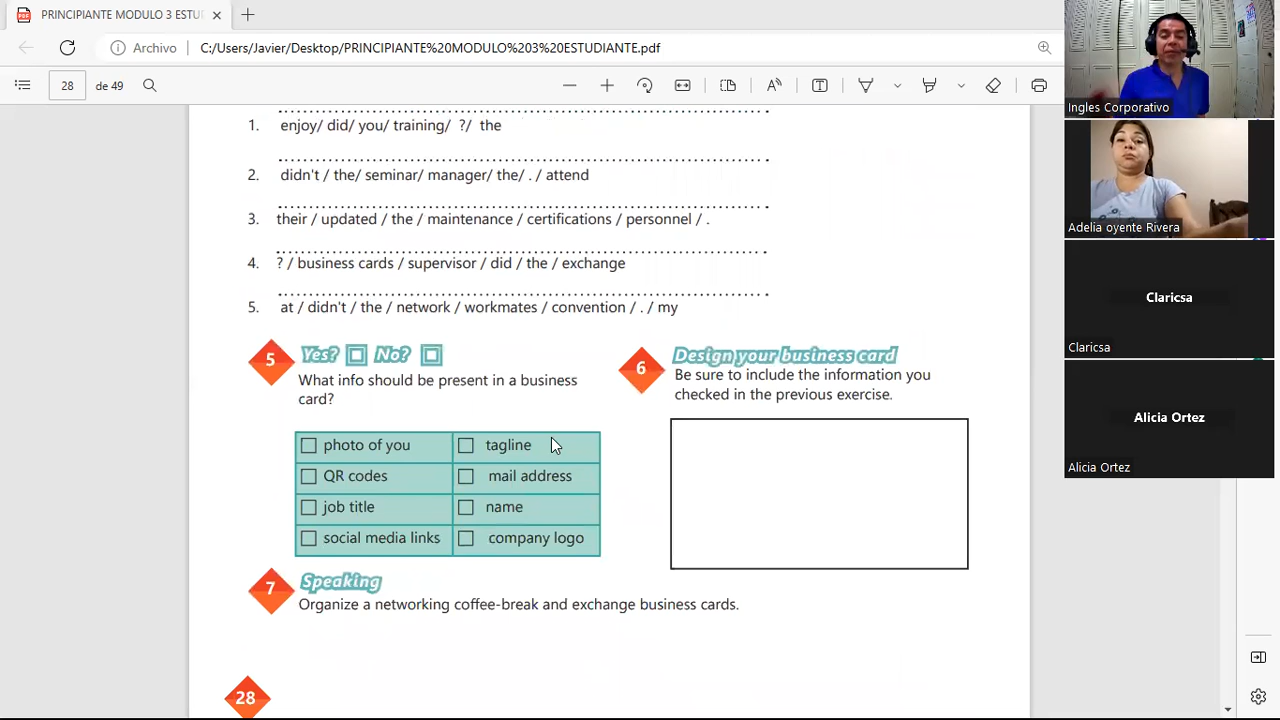 PRINCIPIANTE MODULO 3 ESTU
Archivo
C:/Users/Javier/Desktop/PRINCIPIANTE%20MODULO%203%20ESTUDIANTE.pdf
28 de 49
1. enjoy/ did/ you/ training/ ?/ the
2. didn't / the/ seminar/ manager/ the/ . / attend
3. their / updated / the / maintenance / certifications / personnel / .
4. ? / business cards / supervisor / did / the / exchange
5. at / didn't / the / network / workmates / convention / . / my
5 Yes? No?
What info should be present in a business
card?
photo of you tagline
QR codes mail address
job title name
social media links company logo
6 Design your business card
Be sure to include the information you
checked in the previous exercise.
7 Speaking
Organize a networking coffee-break and exchange business cards.
28
Ingles Corporativo
Adelia oyente Rivera
Claricsa
Claricsa
Alicia Ortez
Alicia Ortez